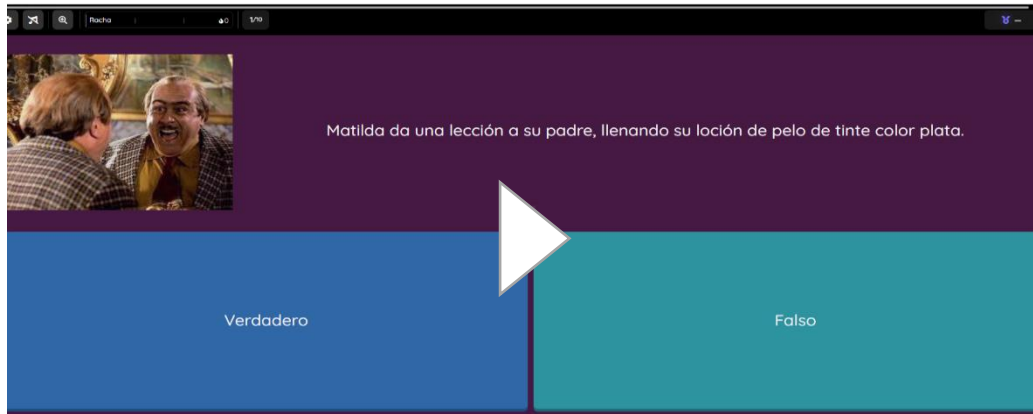 Racha 0 1/10
Matilda da una lección a su padre, llenando su loción de pelo de tinte color plata.
Verdadero
Falso